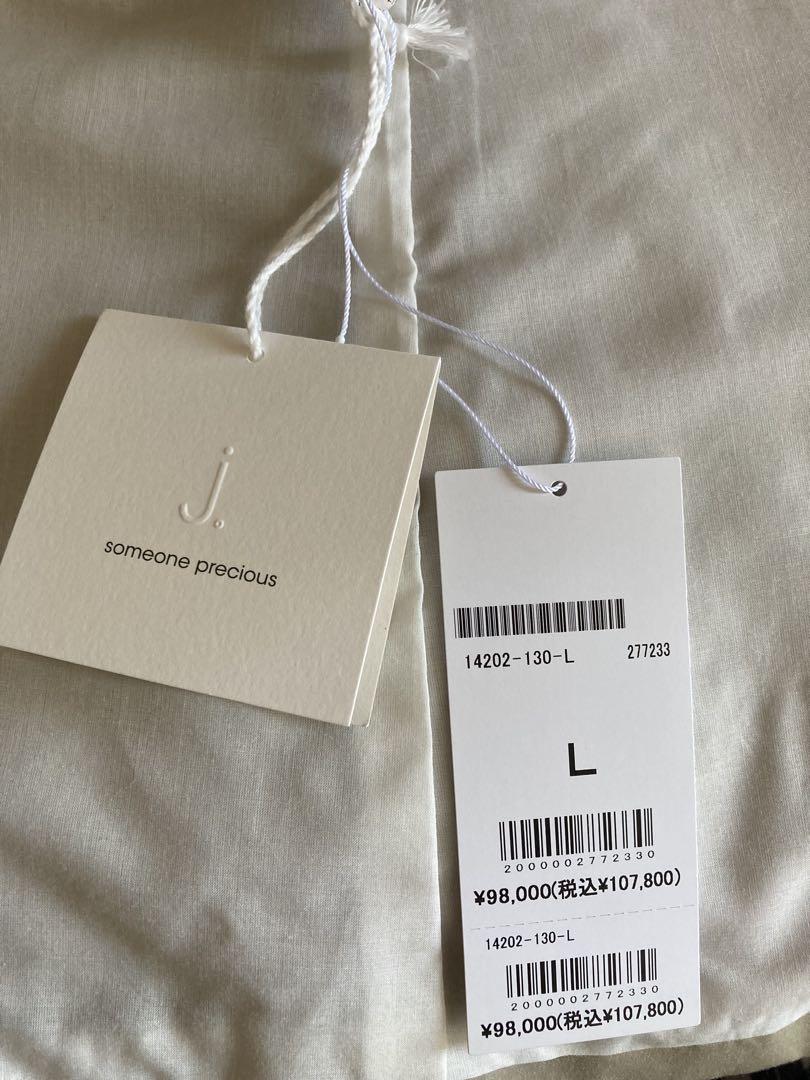 j.
someone precious
14202-130-L 277233
L
2000002772330
¥98,000(税込¥107,800)
14202-130-L
2000002772330
¥98,000(税込¥107,800)